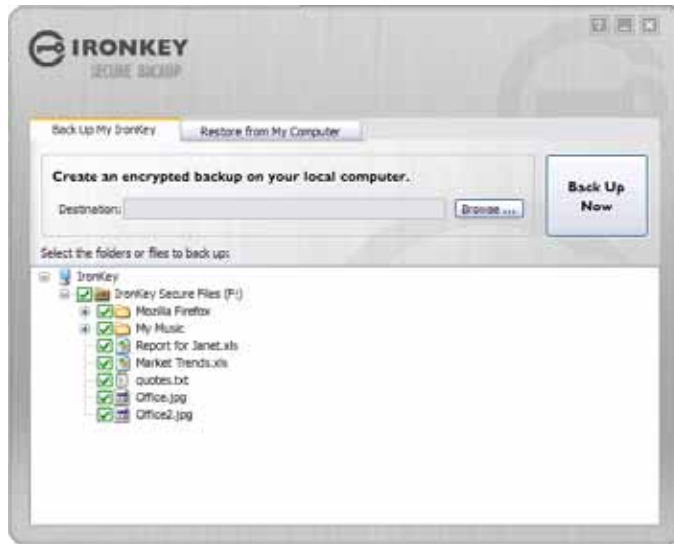 IRONKEY
SECURE BACKUP
Back Up My IronKey
Restore from My Computer
Create an encrypted backup on your local computer.
Destination:
Browse ...
Back Up
Now
Select the folders or files to back up:
IronKey
IronKey Secure Files (F:)
Mozilla Firefox
My Music
Report for Janet.xls
Market Trends.xls
quotes.txt
Office.jpg
Office2.jpg